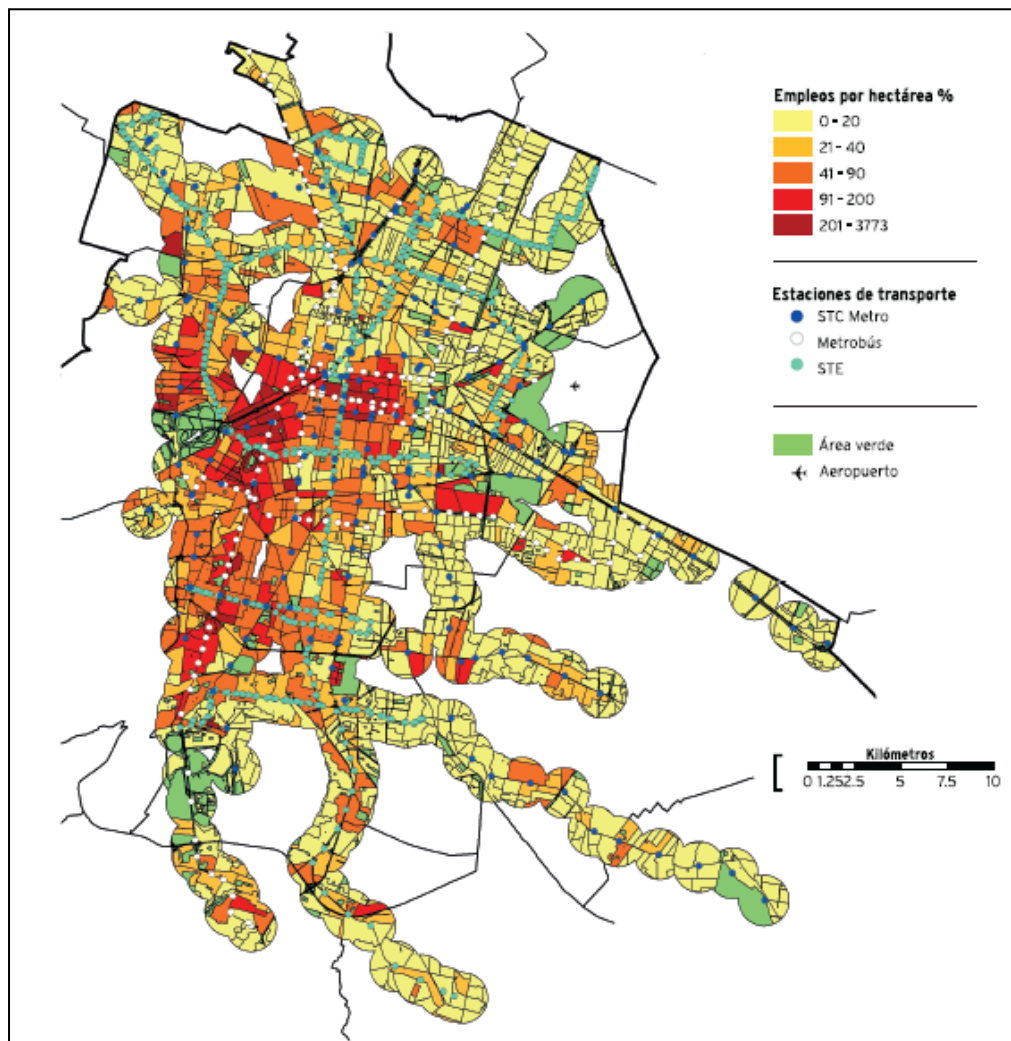 Empleos por hectárea %
0 - 20
21 - 40
41 - 90
91 - 200
201 - 3773
Estaciones de transporte
STC Metro
Metrobús
STE
Área verde
Aeropuerto
Kilómetros
0 1.252.5 5 7.5 10